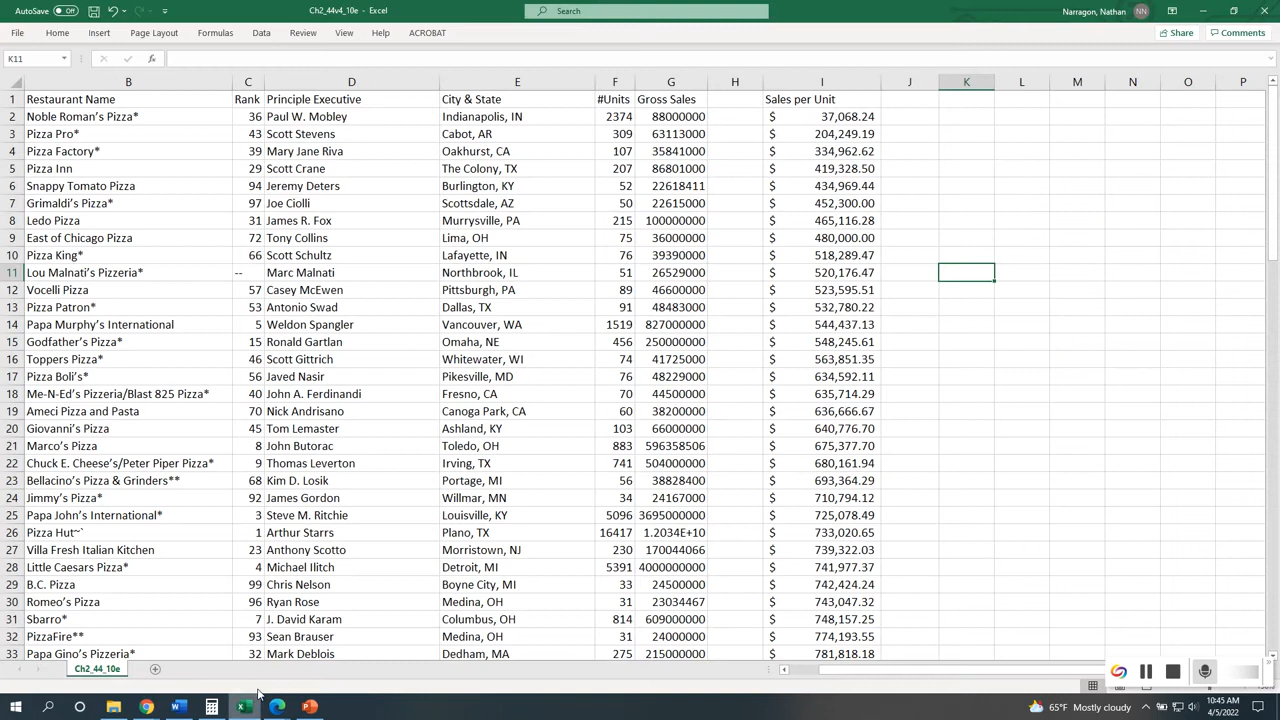 AutoSave Off Ch2_44v4_10e - Excel Search Narragon, Nathan NN
File Home Insert Page Layout Formulas Data Review View Help ACROBAT Share Comments
K11 fx
B C D E F G H I J K L M N O P
1 Restaurant Name Rank Principle Executive City & State #Units Gross Sales Sales per Unit
2 Noble Roman's Pizza* 36 Paul W. Mobley Indianapolis, IN 2374 88000000 $ 37,068.24
3 Pizza Pro* 43 Scott Stevens Cabot, AR 309 63113000 $ 204,249.19
4 Pizza Factory* 39 Mary Jane Riva Oakhurst, CA 107 35841000 $ 334,962.62
5 Pizza Inn 29 Scott Crane The Colony, TX 207 86801000 $ 419,328.50
6 Snappy Tomato Pizza 94 Jeremy Deters Burlington, KY 52 22618411 $ 434,969.44
7 Grimaldi's Pizza* 97 Joe Ciolli Scottsdale, AZ 50 22615000 $ 452,300.00
8 Ledo Pizza 31 James R. Fox Murrysville, PA 215 100000000 $ 465,116.28
9 East of Chicago Pizza 72 Tony Collins Lima, OH 75 36000000 $ 480,000.00
10 Pizza King* 66 Scott Schultz Lafayette, IN 76 39390000 $ 518,289.47
11 Lou Malnati's Pizzeria* -- Marc Malnati Northbrook, IL 51 26529000 $ 520,176.47
12 Vocelli Pizza 57 Casey McEwen Pittsburgh, PA 89 46600000 $ 523,595.51
13 Pizza Patron* 53 Antonio Swad Dallas, TX 91 48483000 $ 532,780.22
14 Papa Murphy's International 5 Weldon Spangler Vancouver, WA 1519 827000000 $ 544,437.13
15 Godfather's Pizza* 15 Ronald Gartlan Omaha, NE 456 250000000 $ 548,245.61
16 Toppers Pizza* 46 Scott Gittrich Whitewater, WI 74 41725000 $ 563,851.35
17 Pizza Boli's* 56 Javed Nasir Pikesville, MD 76 48229000 $ 634,592.11
18 Me-N-Ed's Pizzeria/Blast 825 Pizza* 40 John A. Ferdinandi Fresno, CA 70 44500000 $ 635,714.29
19 Ameci Pizza and Pasta 70 Nick Andrisano Canoga Park, CA 60 38200000 $ 636,666.67
20 Giovanni's Pizza 45 Tom Lemaster Ashland, KY 103 66000000 $ 640,776.70
21 Marco's Pizza 8 John Butorac Toledo, OH 883 596358506 $ 675,377.70
22 Chuck E. Cheese's/Peter Piper Pizza* 9 Thomas Leverton Irving, TX 741 504000000 $ 680,161.94
23 Bellacino's Pizza & Grinders** 68 Kim D. Losik Portage, MI 56 38828400 $ 693,364.29
24 Jimmy's Pizza* 92 James Gordon Willmar, MN 34 24167000 $ 710,794.12
25 Papa John's International* 3 Steve M. Ritchie Louisville, KY 5096 3695000000 $ 725,078.49
26 Pizza Hut~` 1 Arthur Starrs Plano, TX 16417 1.2034E+10 $ 733,020.65
27 Villa Fresh Italian Kitchen 23 Anthony Scotto Morristown, NJ 230 170044066 $ 739,322.03
28 Little Caesars Pizza* 4 Michael Ilitch Detroit, MI 5391 4000000000 $ 741,977.37
29 B.C. Pizza 99 Chris Nelson Boyne City, MI 33 24500000 $ 742,424.24
30 Romeo's Pizza 96 Ryan Rose Medina, OH 31 23034467 $ 743,047.32
31 Sbarro* 7 J. David Karam Columbus, OH 814 609000000 $ 748,157.25
32 PizzaFire** 93 Sean Brauser Medina, OH 31 24000000 $ 774,193.55
33 Papa Gino's Pizzeria* 32 Mark Deblois Dedham, MA 275 215000000 $ 781,818.18
Ch2_44_10e
65°F Mostly cloudy 10:45 AM
4/5/2022